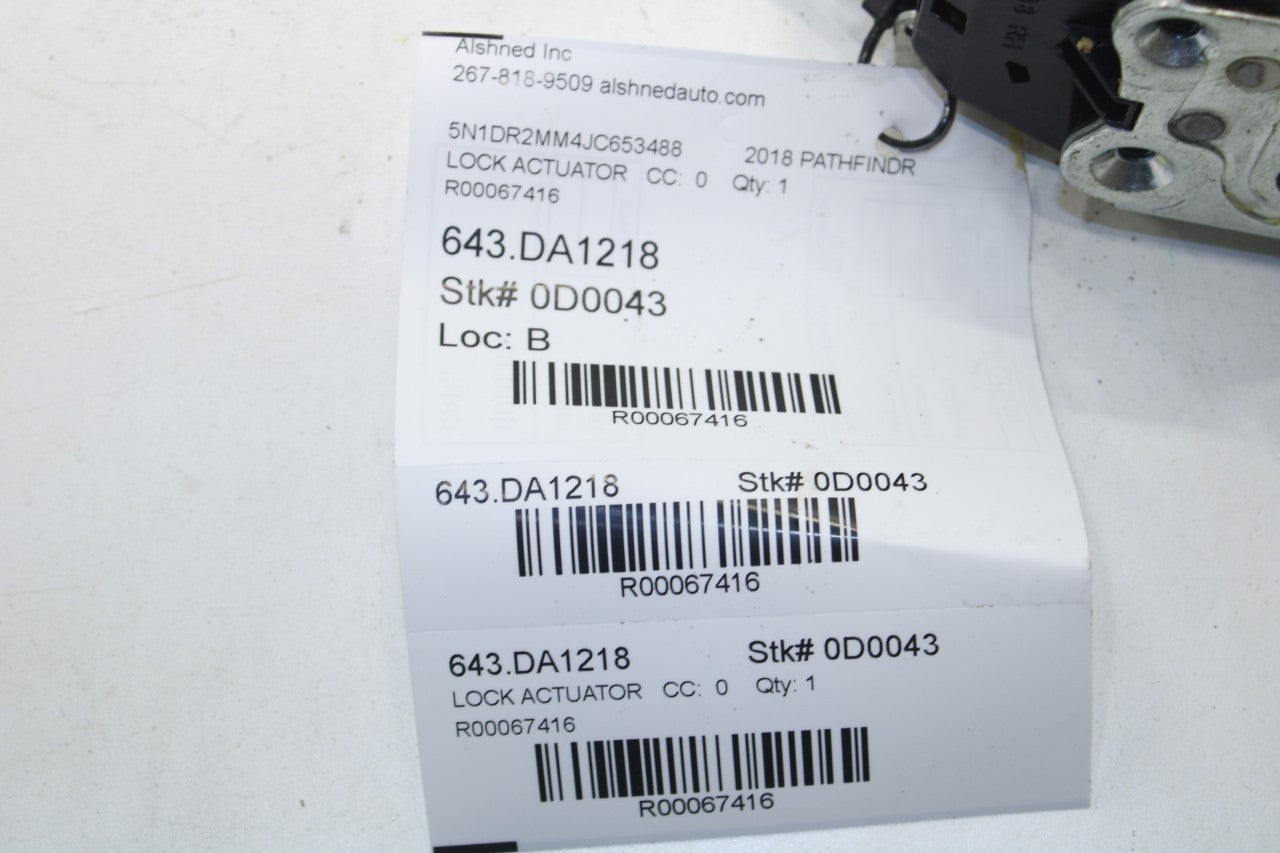 Alshned Inc
267-818-9509 alshnedauto.com
5N1DR2MM4JC653488 2018 PATHFINDR
LOCK ACTUATOR CC: 0 Qty: 1
R00067416
643.DA1218
Stk# 0D0043
Loc: B
R00067416
643.DA1218 Stk# 0D0043
R00067416
643.DA1218 Stk# 0D0043
LOCK ACTUATOR CC: 0 Qty: 1
R00067416
R00067416